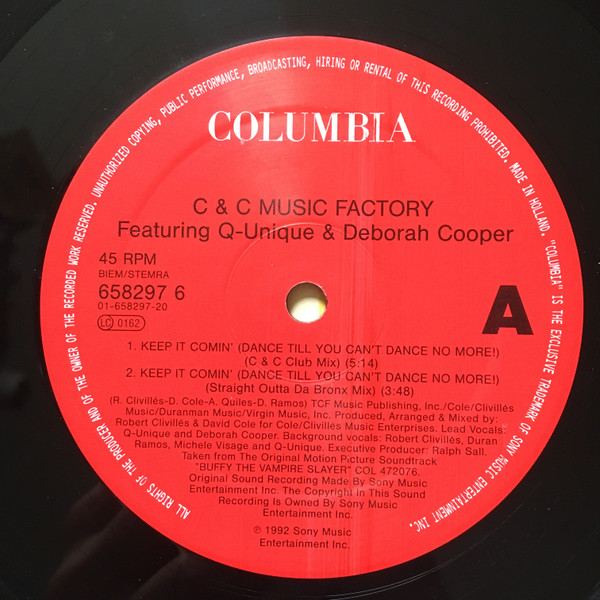 ALL RIGHTS OF THE PRODUCER AND OF THE OWNER OF THE RECORDED WORK RESERVED. UNAUTHORIZED COPYING, PUBLIC PERFORMANCE, BROADCASTING, HIRING OR RENTAL OF THIS RECORDING PROHIBITED. MADE IN HOLLAND. "COLUMBIA" IS THE EXCLUSIVE TRADEMARK OF SONY MUSIC ENTERTAINMENT INC.
COLUMBIA
C & C MUSIC FACTORY
Featuring Q-Unique & Deborah Cooper
45 RPM
BIEM/STEMRA
658297 6
01-658297-20
LC 0162
A
1. KEEP IT COMIN' (DANCE TILL YOU CAN'T DANCE NO MORE!)
(C & C Club Mix) (5:14)
2. KEEP IT COMIN' (DANCE TILL YOU CAN'T DANCE NO MORE!)
(Straight Outta Da Bronx Mix) (3:48)
(R. Clivillés-D. Cole-A. Quiles-D. Ramos) TCF Music Publishing, Inc./Cole/Clivillés
Music/Duranman Music/Virgin Music, Inc. Produced, Arranged & Mixed by:
Robert Clivillés & David Cole for Cole/Clivillés Music Enterprises. Lead Vocals:
Q-Unique and Deborah Cooper. Background vocals: Robert Clivillés, Duran
Ramos, Michele Visage and Q-Unique. Executive Producer: Ralph Sall.
Taken from The Original Motion Picture Soundtrack
"BUFFY THE VAMPIRE SLAYER" COL 472076.
Original Sound Recording Made By Sony Music
Entertainment Inc. The Copyright In This Sound
Recording Is Owned By Sony Music
Entertainment Inc.
℗ 1992 Sony Music
Entertainment Inc.